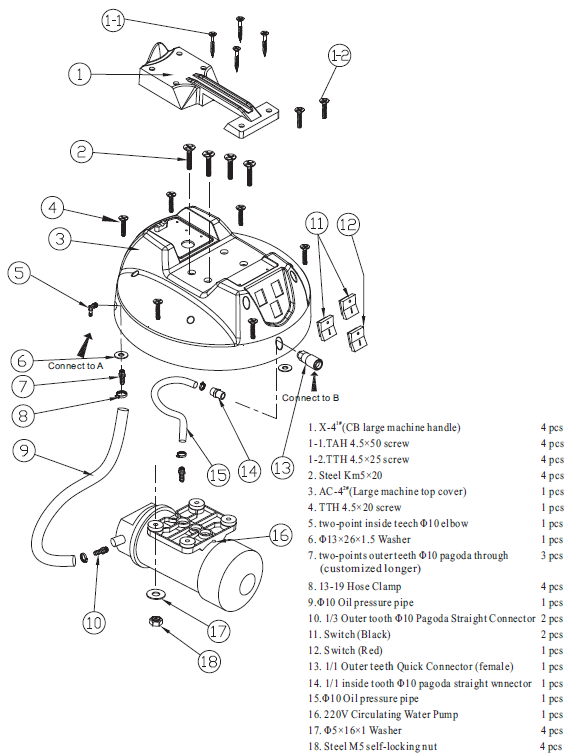 1-1
1
1-2
2
4
3
11
12
5
Connect to A
6
7
8
Connect to B
9
15
14
13
16
10
17
18
1. X-4¹#(CB large machine handle) 4 pcs
1-1.TAH 4.5×50 screw 4 pcs
1-2.TTH 4.5×25 screw 4 pcs
2. Steel Km5×20 4 pcs
3. AC-4²#(Large machine top cover) 1 pcs
4. TTH 4.5×20 screw 1 pcs
5. two-point inside teech Φ10 elbow 1 pcs
6. Φ13×26×1.5 Washer 1 pcs
7. two-points outer teeth Φ10 pagoda through 3 pcs
(customized longer)
8. 13-19 Hose Clamp 4 pcs
9.Φ10 Oil pressure pipe 1 pcs
10. 1/3 Outer tooth Φ10 Pagoda Straight Connector 2 pcs
11. Switch (Black) 2 pcs
12. Switch (Red) 1 pcs
13. 1/1 Outer teeth Quick Connector (female) 1 pcs
14. 1/1 inside tooth Φ10 pagoda straight wnnector 1 pcs
15.Φ10 Oil pressure pipe 1 pcs
16. 220V Circulating Water Pump 1 pcs
17. Φ5×16×1 Washer 4 pcs
18. Steel M5 self-locking nut 4 pcs